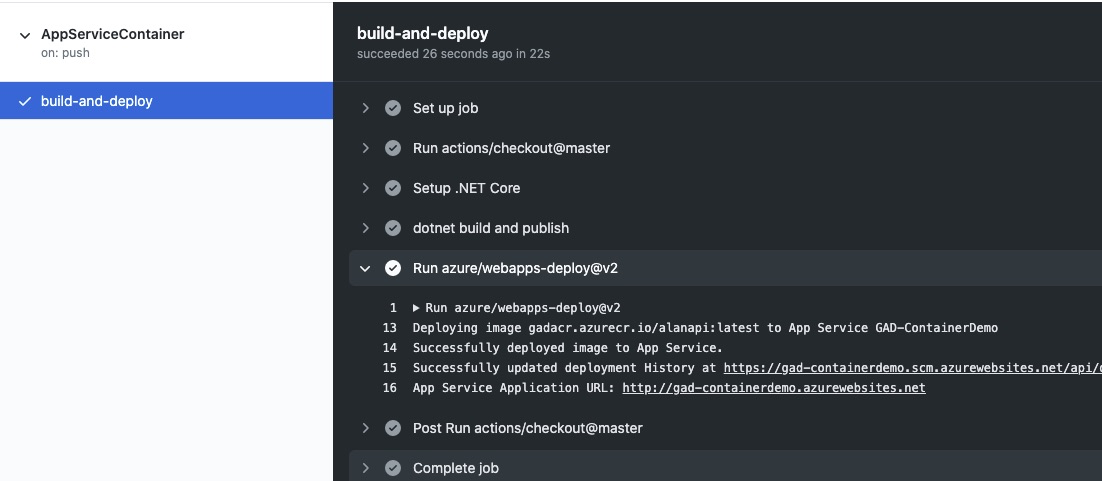 AppServiceContainer
on: push
build-and-deploy
build-and-deploy
succeeded 26 seconds ago in 22s
Set up job
Run actions/checkout@master
Setup .NET Core
dotnet build and publish
Run azure/webapps-deploy@v2
1 ▶ Run azure/webapps-deploy@v2
13 Deploying image gadacr.azurecr.io/alanapi:latest to App Service GAD-ContainerDemo
14 Successfully deployed image to App Service.
15 Successfully updated deployment History at https://gad-containerdemo.scm.azurewebsites.net/api/
16 App Service Application URL: http://gad-containerdemo.azurewebsites.net
Post Run actions/checkout@master
Complete job